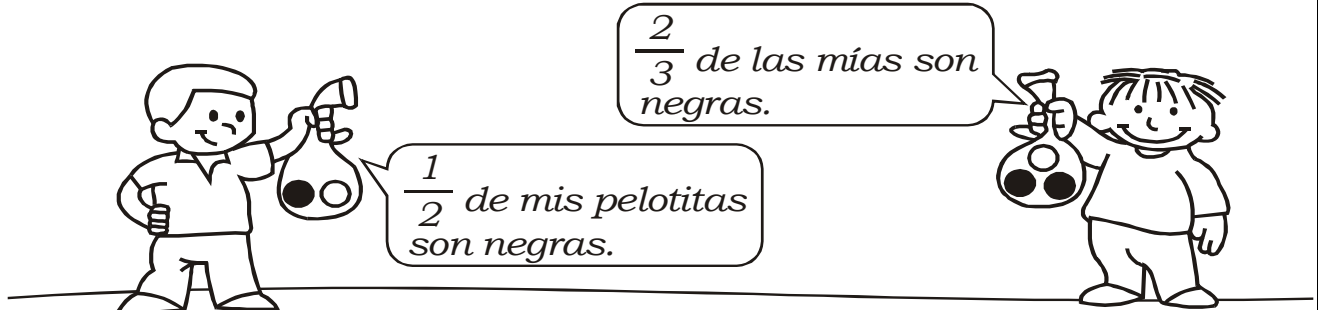 1/2 de mis pelotitas
son negras.
2/3 de las mías son
negras.